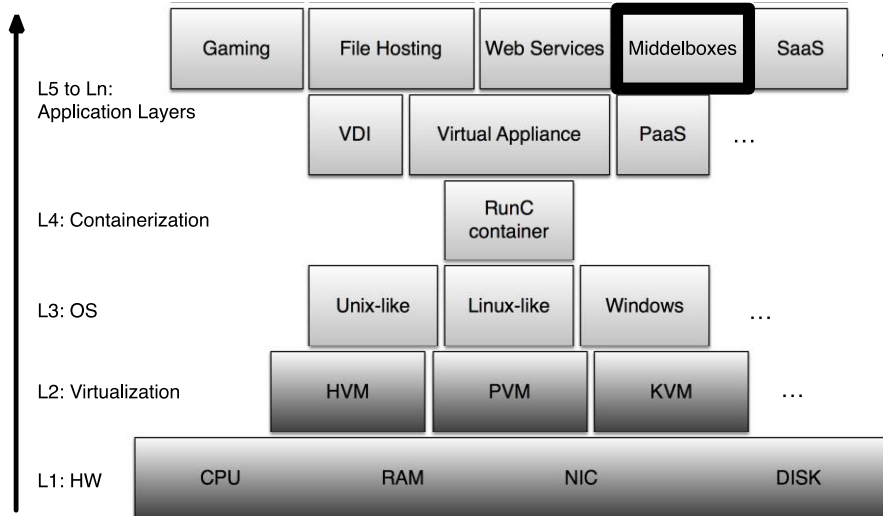 Gaming File Hosting Web Services Middelboxes SaaS
L5 to Ln:
Application Layers
VDI Virtual Appliance PaaS ...
L4: Containerization
RunC
container
L3: OS Unix-like Linux-like Windows ...
L2: Virtualization HVM PVM KVM ...
L1: HW CPU RAM NIC DISK